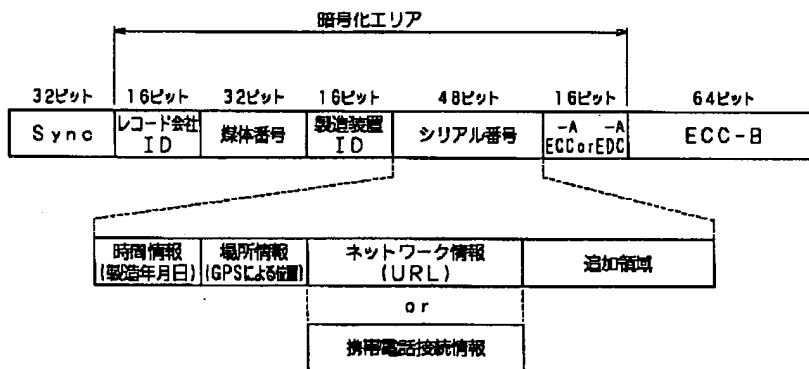 暗号化エリア
32ビット 16ビット 32ビット 16ビット 48ビット 16ビット 64ビット
Sync
レコード会社
ID
媒体番号
製造装置
ID
シリアル番号
-A -A
ECCorEDC
ECC-B
時間情報
(製造年月日)
場所情報
(GPSによる位置)
ネットワーク情報
(URL)
追加領域
or
携帯電話接続情報